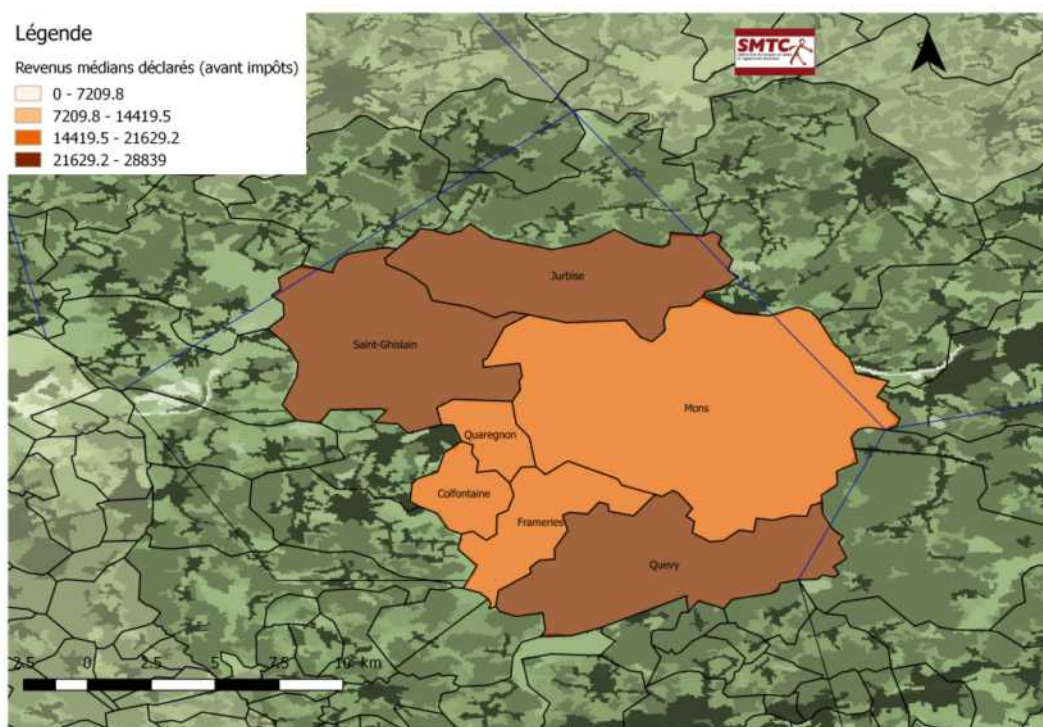 Légende
Revenus médians déclarés (avant impôts)
0 - 7209.8
7209.8 - 14419.5
14419.5 - 21629.2
21629.2 - 28839
SMTC
Jurbise
Saint-Ghislain
Mons
Quaregnon
Colfontaine
Frameries
Quevy
2.5 0 2.5 5 7.5 10 km